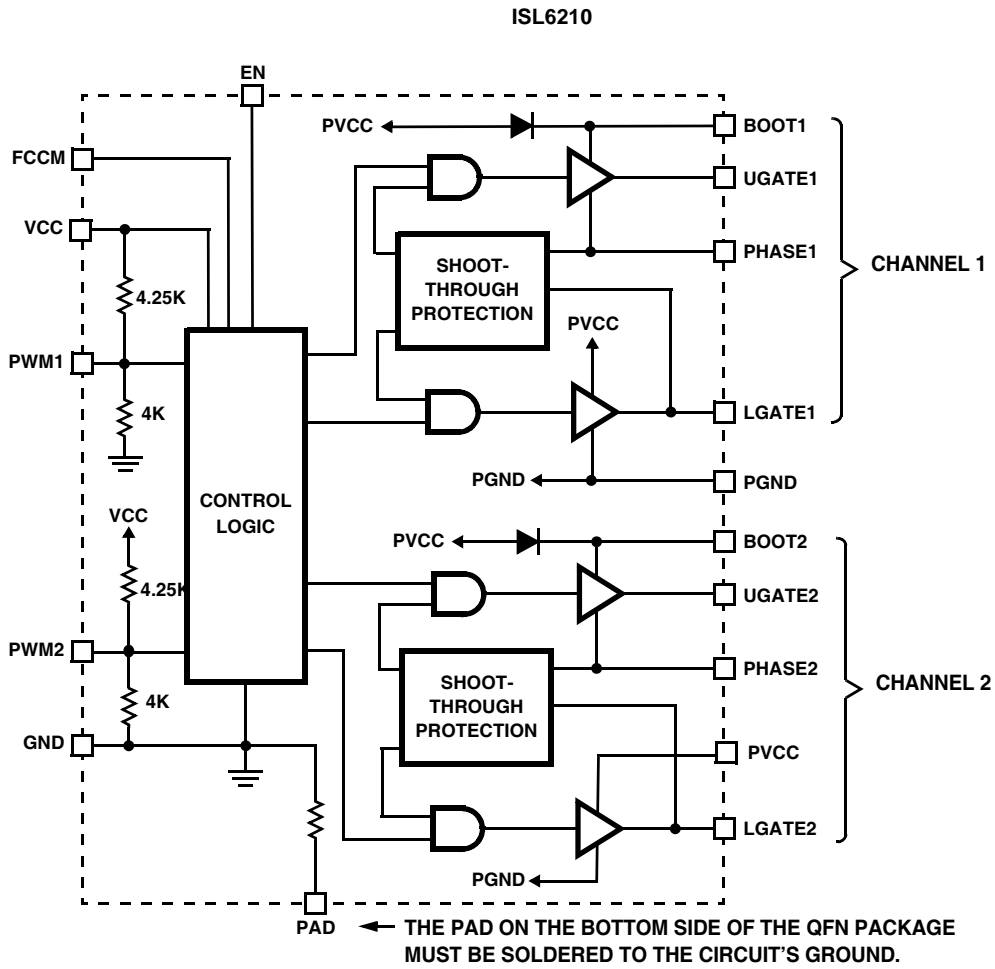 ISL6210
EN
PVCC
BOOT1
FCCM
UGATE1
VCC
PHASE1
SHOOT-
THROUGH
PROTECTION
CHANNEL 1
4.25K
PVCC
PWM1
4K
LGATE1
PGND
PGND
CONTROL
LOGIC
VCC
PVCC
BOOT2
4.25K
UGATE2
PWM2
PHASE2
SHOOT-
THROUGH
PROTECTION
CHANNEL 2
4K
GND
PVCC
LGATE2
PGND
PAD
THE PAD ON THE BOTTOM SIDE OF THE QFN PACKAGE
MUST BE SOLDERED TO THE CIRCUIT'S GROUND.